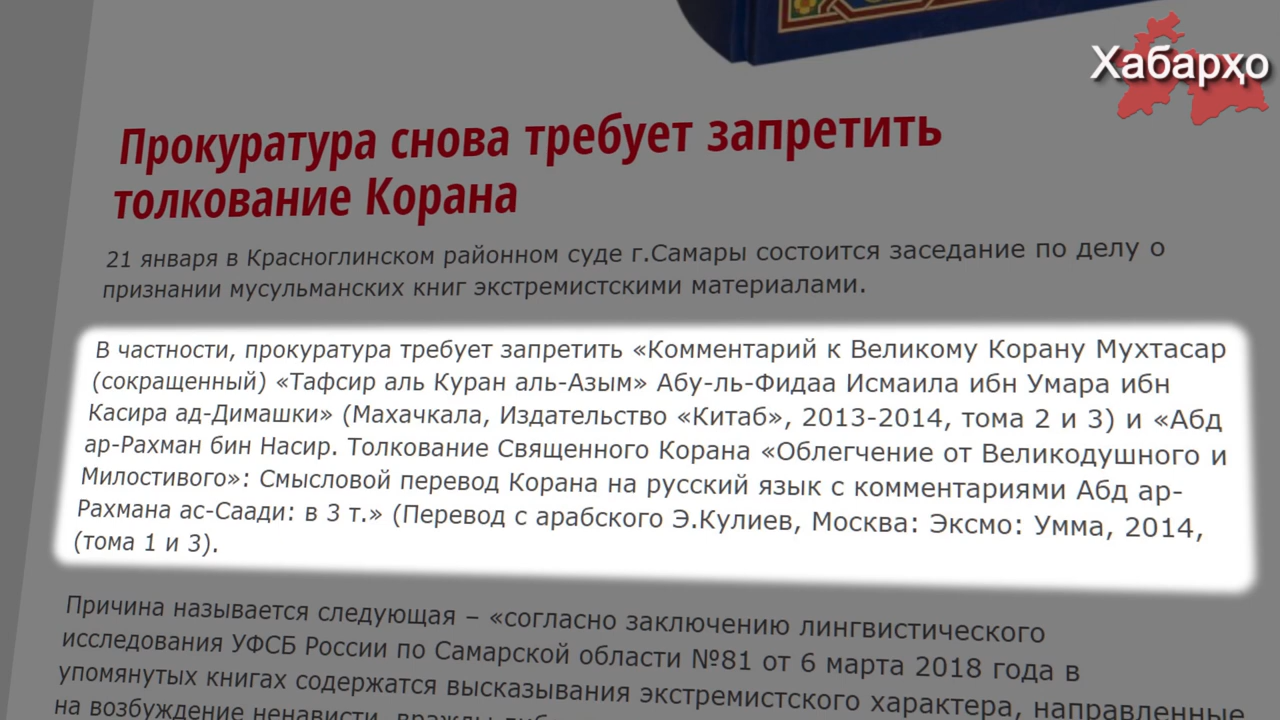 Хабарҳо
Прокуратура снова требует запретить
толкование Корана
21 января в Красноглинском районном суде г.Самары состоится заседание по делу о
признании мусульманских книг экстремистскими материалами.
В частности, прокуратура требует запретить «Комментарий к Великому Корану Мухтасар
(сокращенный) «Тафсир аль Куран аль-Азым» Абу-ль-Фидаа Исмаила ибн Умара ибн
Касира ад-Димашки» (Махачкала, Издательство «Китаб», 2013-2014, тома 2 и 3) и «Абд
ар-Рахман бин Насир. Толкование Священного Корана «Облегчение от Великодушного и
Милостивого»: Смысловой перевод Корана на русский язык с комментариями Абд ар-
Рахмана ас-Саади: в 3 т.» (Перевод с арабского Э.Кулиев, Москва: Эксмо: Умма, 2014,
(тома 1 и 3).
Причина называется следующая – «согласно заключению лингвистического
исследования УФСБ России по Самарской области №81 от 6 марта 2018 года в
упомянутых книгах содержатся высказывания экстремистского характера, направленные
на возбуждение ненависти, вражды